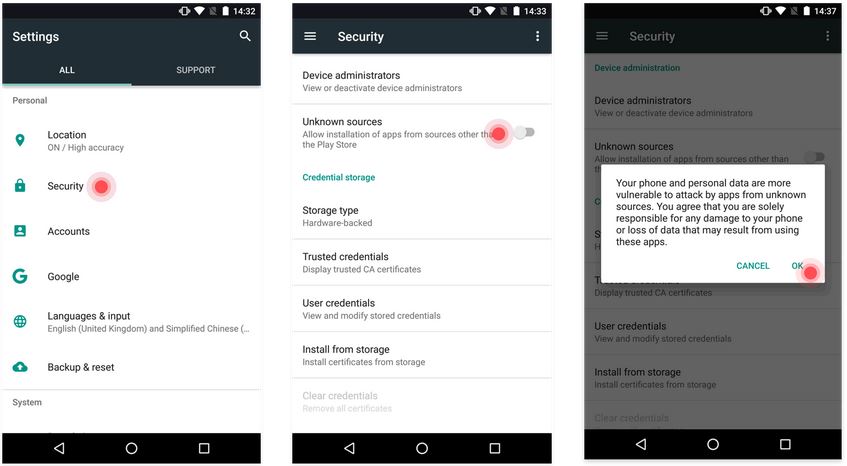 14:32
Settings
ALL
SUPPORT
Personal
Location
ON / High accuracy
Security
Accounts
Google
Languages & input
English (United Kingdom) and Simplified Chinese (...
Backup & reset
System
14:33
Security
Device administrators
View or deactivate device administrators
Unknown sources
Allow installation of apps from sources other than
the Play Store
Credential storage
Storage type
Hardware-backed
Trusted credentials
Display trusted CA certificates
User credentials
View and modify stored credentials
Install from storage
Install certificates from storage
Clear credentials
Remove all certificates
14:37
Security
Device administration
Device administrators
View or deactivate device administrators
Unknown sources
Allow installation of apps from sources other than
Your phone and personal data are more
vulnerable to attack by apps from unknown
sources. You agree that you are solely
responsible for any damage to your phone
or loss of data that may result from using
these apps.
CANCEL
OK
Trusted credentials
Display trusted CA certificates
User credentials
View and modify stored credentials
Install from storage
Install certificates from storage
Clear credentials